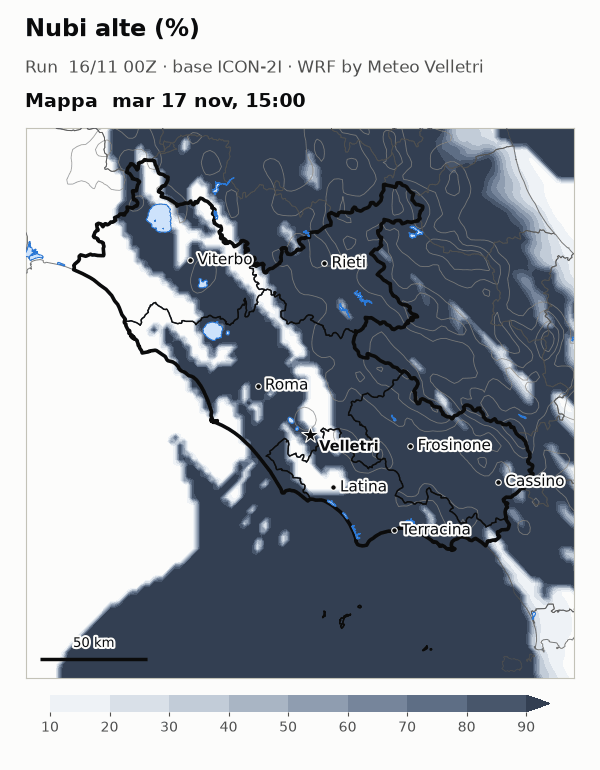 Nubi alte (%)
Run  16/11 00Z · base ICON-2I · WRF by Meteo Velletri
Mappa  mar 17 nov, 15:00
Viterbo
Rieti
Roma
Velletri
Frosinone
Latina
Cassino
Terracina
50 km
10 20 30 40 50 60 70 80 90